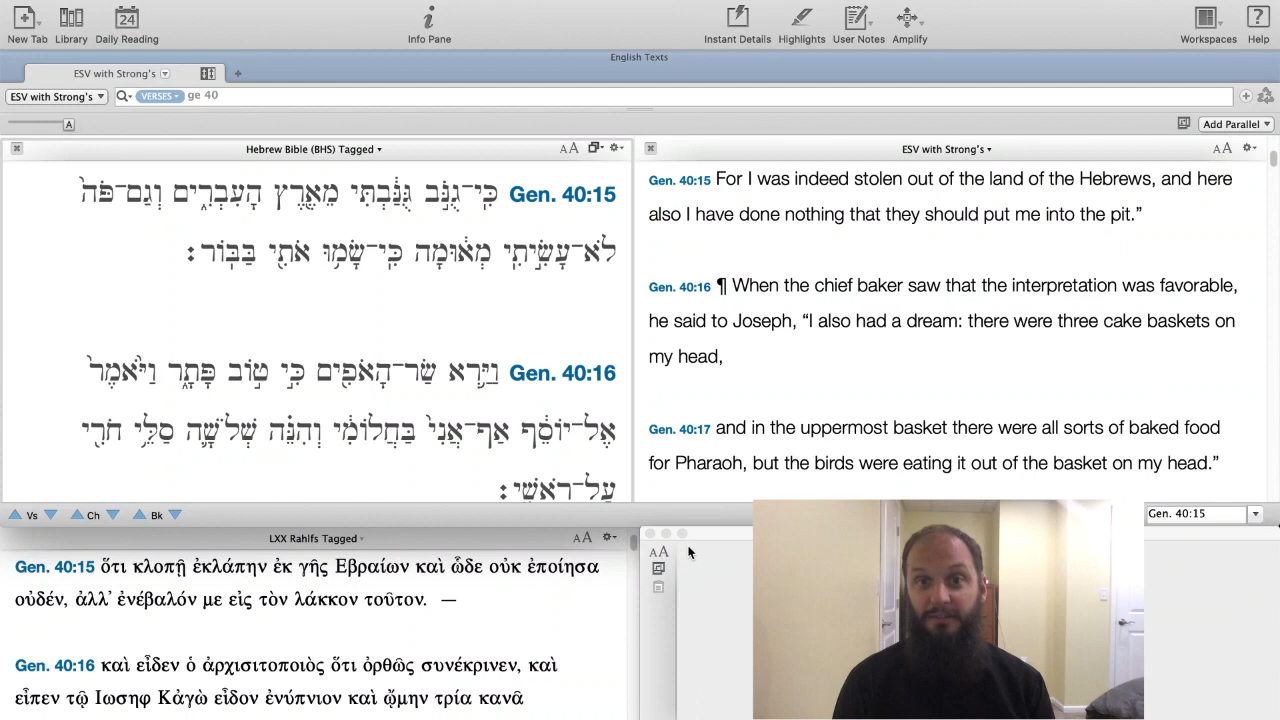 New Tab
Library
24
Daily Reading
Info Pane
Instant Details
Highlights
User Notes
Amplify
Workspaces
Help
English Texts
ESV with Strong's
ESV with Strong's
VERSES
ge 40
A
Add Parallel
Hebrew Bible (BHS) Tagged
AA
Gen. 40:15 כִּֽי־גֻנֹּ֣ב גֻּנַּ֔בְתִּי מֵאֶ֖רֶץ הָעִבְרִ֑ים וְגַם־פֹּה֙
לֹא־עָשִׂ֣יתִֽי מְא֔וּמָה כִּֽי־שָׂמ֥וּ אֹתִ֖י בַּבּֽוֹר׃
Gen. 40:16 וַיַּ֥רְא שַׂר־הָאֹפִ֖ים כִּ֣י ט֣וֹב פָּתָ֑ר וַיֹּ֙אמֶר֙
אֶל־יוֹסֵ֔ף אַף־אֲנִי֙ בַּחֲלוֹמִ֔י וְהִנֵּ֗ה שְׁלֹשָׁ֛ה סַלֵּ֥י חֹרִ֖י
עַל־רֹאשִֽׁי׃
Vs
Ch
Bk
ESV with Strong's
AA
Gen. 40:15 For I was indeed stolen out of the land of the Hebrews, and here
also I have done nothing that they should put me into the pit.”
Gen. 40:16 ¶ When the chief baker saw that the interpretation was favorable,
he said to Joseph, “I also had a dream: there were three cake baskets on
my head,
Gen. 40:17 and in the uppermost basket there were all sorts of baked food
for Pharaoh, but the birds were eating it out of the basket on my head.”
Gen. 40:15
LXX Rahlfs Tagged
AA
Gen. 40:15 ὅτι κλοπῇ ἐκλάπην ἐκ γῆς Εβραίων καὶ ὧδε οὐκ ἐποίησα
οὐδέν, ἀλλ᾿ ἐνέβαλόν με εἰς τὸν λάκκον τοῦτον. —
Gen. 40:16 καὶ εἶδεν ὁ ἀρχισιτοποιὸς ὅτι ὀρθῶς συνέκρινεν, καὶ
εἶπεν τῷ Ιωσηφ Κἀγὼ εἶδον ἐνύπνιον καὶ ᾤμην τρία κανᾶ
AA